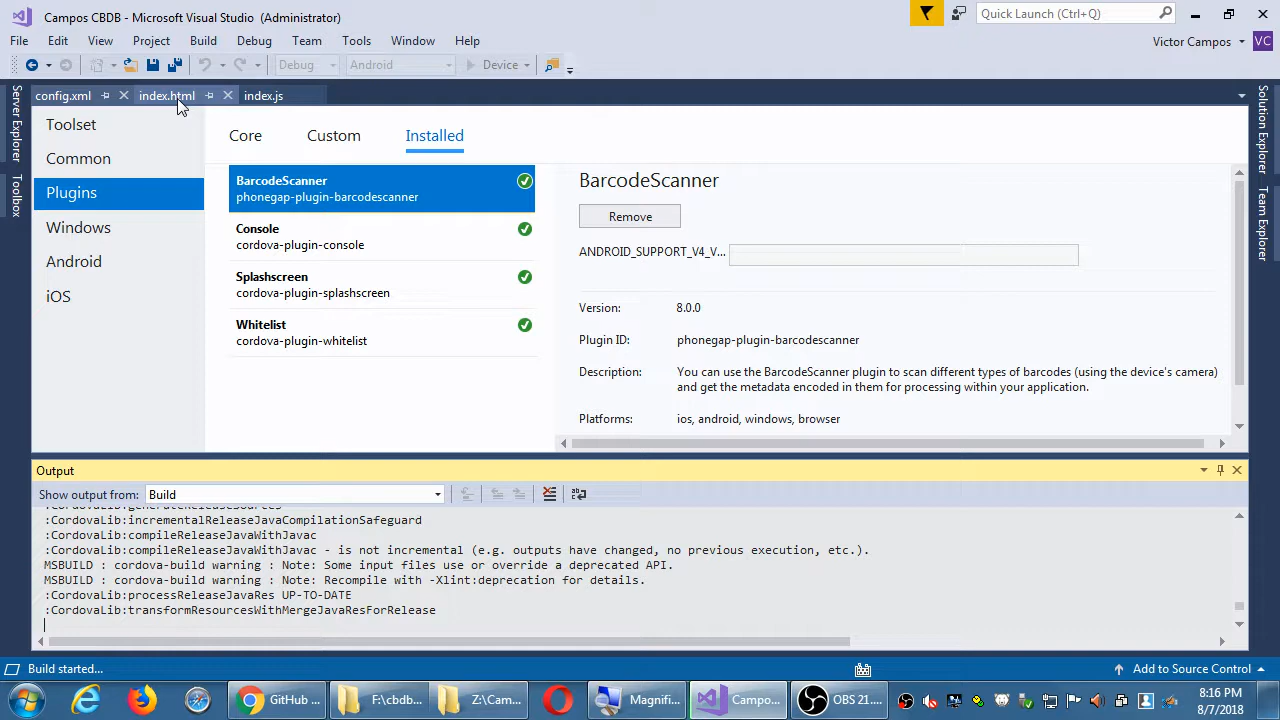 Campos CBDB - Microsoft Visual Studio (Administrator)
Quick Launch (Ctrl+Q)
File Edit View Project Build Debug Team Tools Window Help
Victor Campos VC
Debug Android Device
config.xml index.html index.js
Server Explorer
Toolbox
Solution Explorer
Team Explorer
Toolset
Common
Plugins
Windows
Android
iOS
Core Custom Installed
BarcodeScanner
phonegap-plugin-barcodescanner
Console
cordova-plugin-console
Splashscreen
cordova-plugin-splashscreen
Whitelist
cordova-plugin-whitelist
BarcodeScanner
Remove
ANDROID_SUPPORT_V4_V...
Version: 8.0.0
Plugin ID: phonegap-plugin-barcodescanner
Description: You can use the BarcodeScanner plugin to scan different types of barcodes (using the device's camera)
and get the metadata encoded in them for processing within your application.
Platforms: ios, android, windows, browser
Output
Show output from: Build
:CordovaLib:generateReleaseSources
:CordovaLib:incrementalReleaseJavaCompilationSafeguard
:CordovaLib:compileReleaseJavaWithJavac
:CordovaLib:compileReleaseJavaWithJavac - is not incremental (e.g. outputs have changed, no previous execution, etc.).
MSBUILD : cordova-build warning : Note: Some input files use or override a deprecated API.
MSBUILD : cordova-build warning : Note: Recompile with -Xlint:deprecation for details.
:CordovaLib:processReleaseJavaRes UP-TO-DATE
:CordovaLib:transformResourcesWithMergeJavaResForRelease
Build started...
Add to Source Control
GitHub ... F:\cbdb... Z:\Cam... Magnifi... Campo... OBS 21....
8:16 PM
8/7/2018